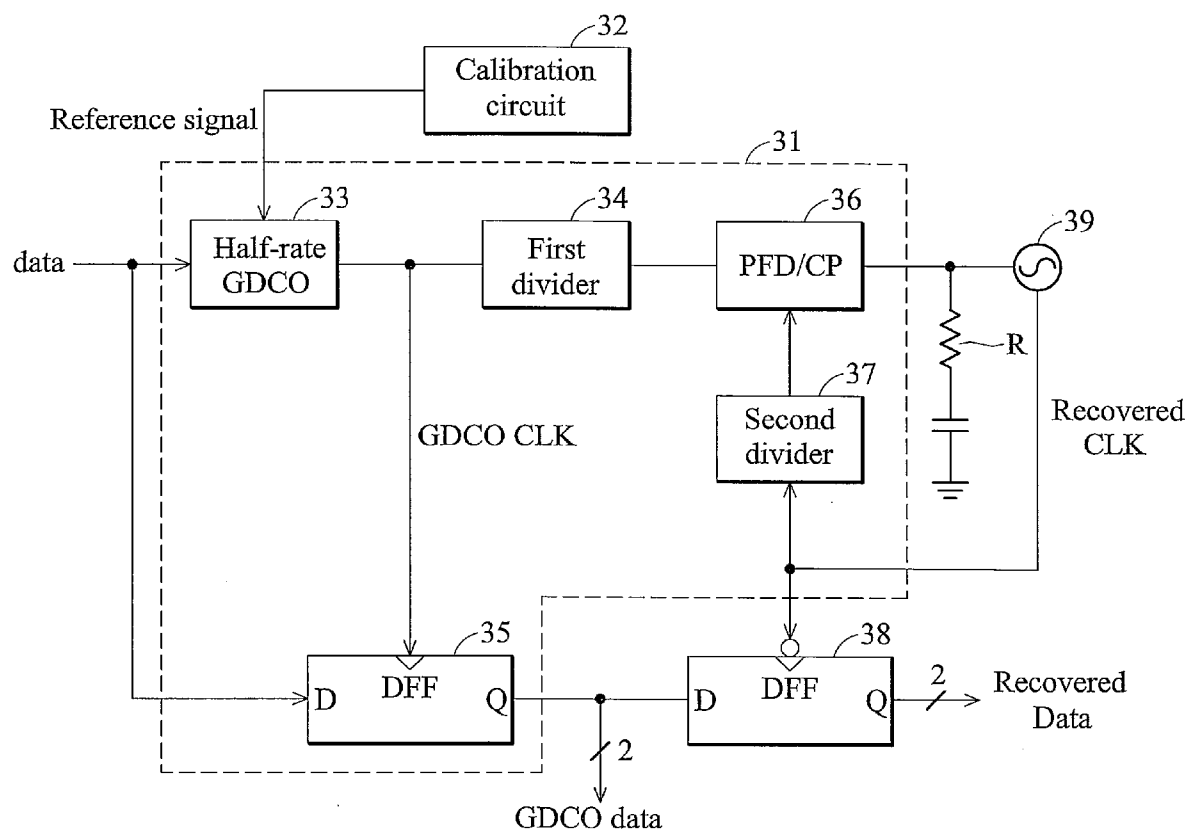 32
Calibration
circuit
Reference signal
31
33
34
36
39
data
Half-rate
GDCO
First
divider
PFD/CP
R
37
GDCO CLK
Second
divider
Recovered
CLK
35
38
D
DFF
Q
D
DFF
Q
2
Recovered
Data
2
GDCO data